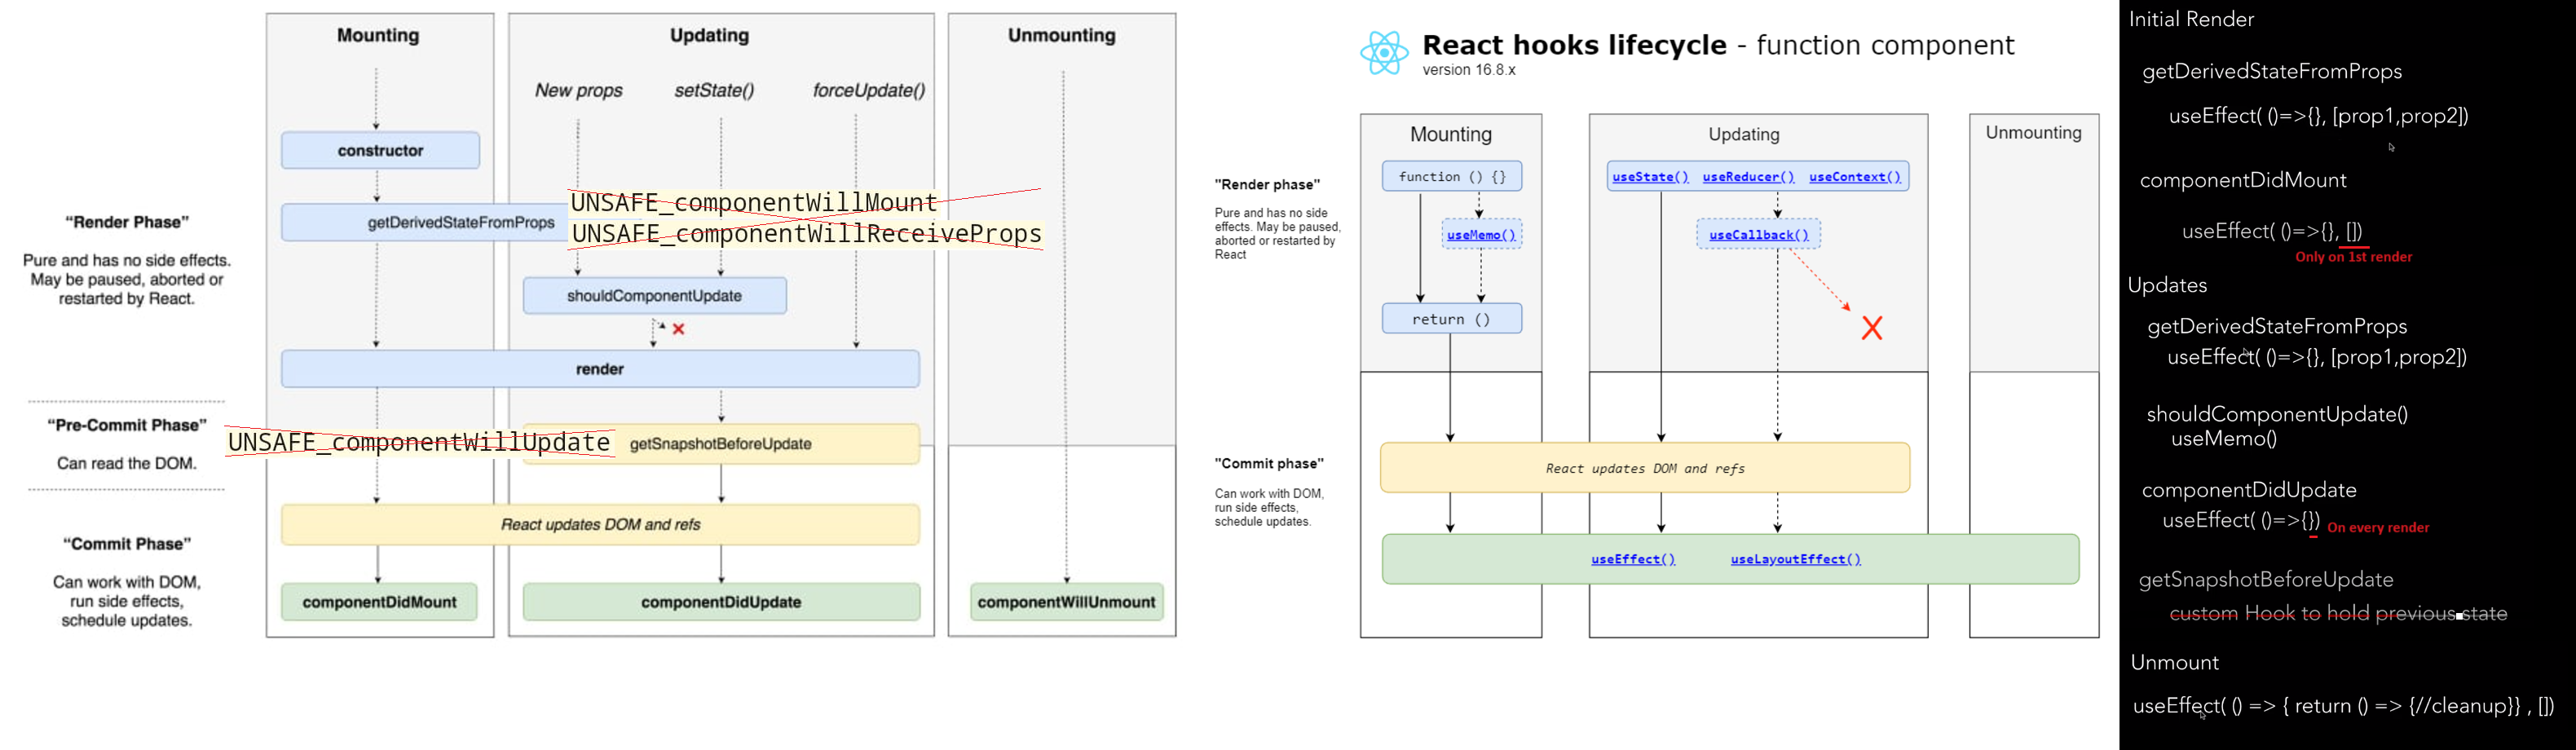 Mounting
Updating
Unmounting
New props
setState()
forceUpdate()
constructor
UNSAFE_componentWillMount
getDerivedStateFromProps
UNSAFE_componentWillReceiveProps
“Render Phase”
Pure and has no side effects.
May be paused, aborted or
restarted by React.
shouldComponentUpdate
render
“Pre-Commit Phase”
Can read the DOM.
UNSAFE_componentWillUpdate
getSnapshotBeforeUpdate
React updates DOM and refs
“Commit Phase”
Can work with DOM,
run side effects,
schedule updates.
componentDidMount
componentDidUpdate
componentWillUnmount
React hooks lifecycle - function component
version 16.8.x
Mounting
Updating
Unmounting
"Render phase"
Pure and has no side
effects. May be paused,
aborted or restarted by
React
function () {}
useState() useReducer() useContext()
useMemo()
useCallback()
return ()
"Commit phase"
Can work with DOM,
run side effects,
schedule updates.
React updates DOM and refs
useEffect()
useLayoutEffect()
Initial Render
getDerivedStateFromProps
useEffect( ()=>{}, [prop1,prop2])
componentDidMount
useEffect( ()=>{}, [])
Only on 1st render
Updates
getDerivedStateFromProps
useEffect( ()=>{}, [prop1,prop2])
shouldComponentUpdate()
useMemo()
componentDidUpdate
useEffect( ()=>{}) On every render
getSnapshotBeforeUpdate
custom Hook to hold previous state
Unmount
useEffect( () => { return () => {//cleanup}} , [])